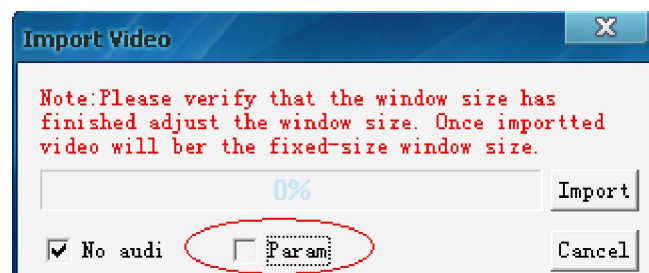 Import Video
Note:Please verify that the window size has
finished adjust the window size. Once importted
video will ber the fixed-size window size.
0% Import
No audi Param Cancel